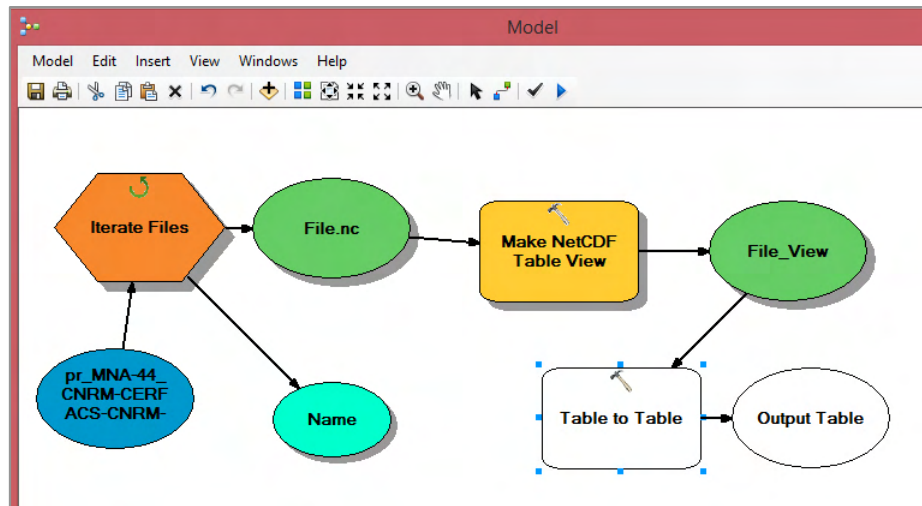 Model
Model Edit Insert View Windows Help
Iterate Files
File.nc
Make NetCDF
Table View
File_View
pr_MNA-44_
CNRM-CERF
ACS-CNRM-
Name
Table to Table
Output Table